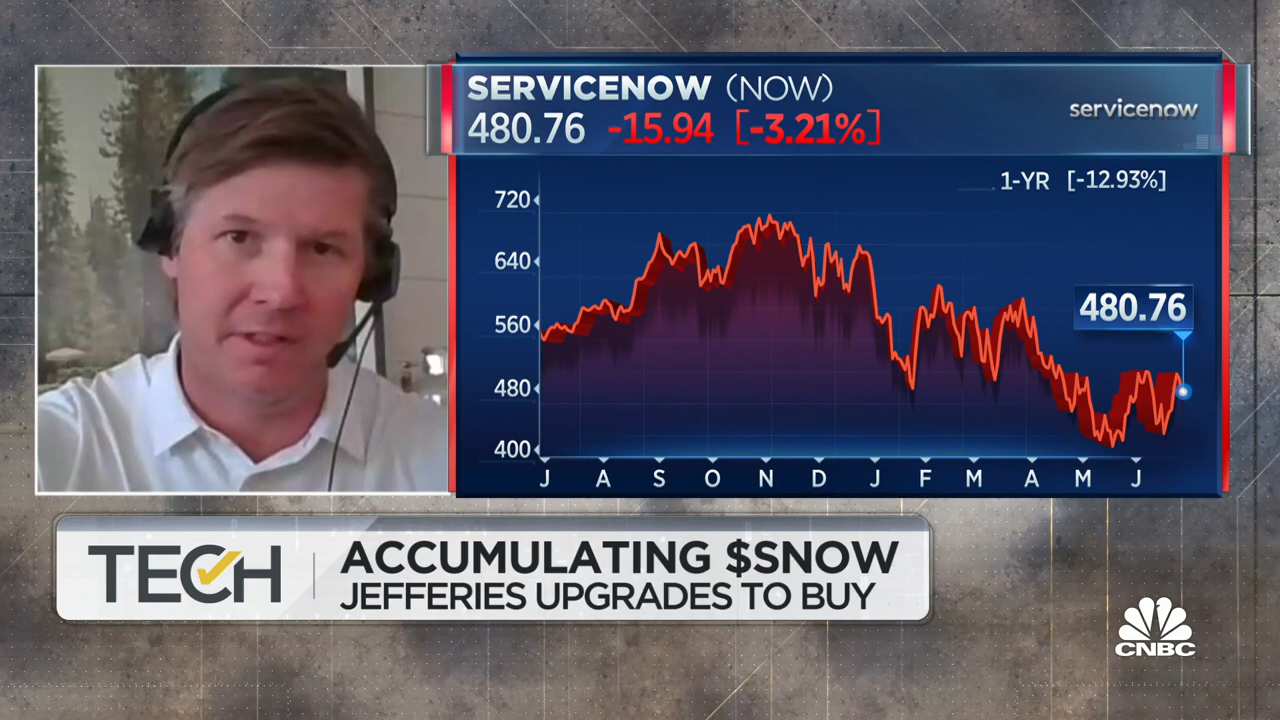 SERVICENOW (NOW)
480.76 -15.94 [-3.21%]
servicenow
1-YR [-12.93%]
720
640
560
480
400
480.76
J A S O N D J F M A M J
TECH
ACCUMULATING $SNOW
JEFFERIES UPGRADES TO BUY
CNBC